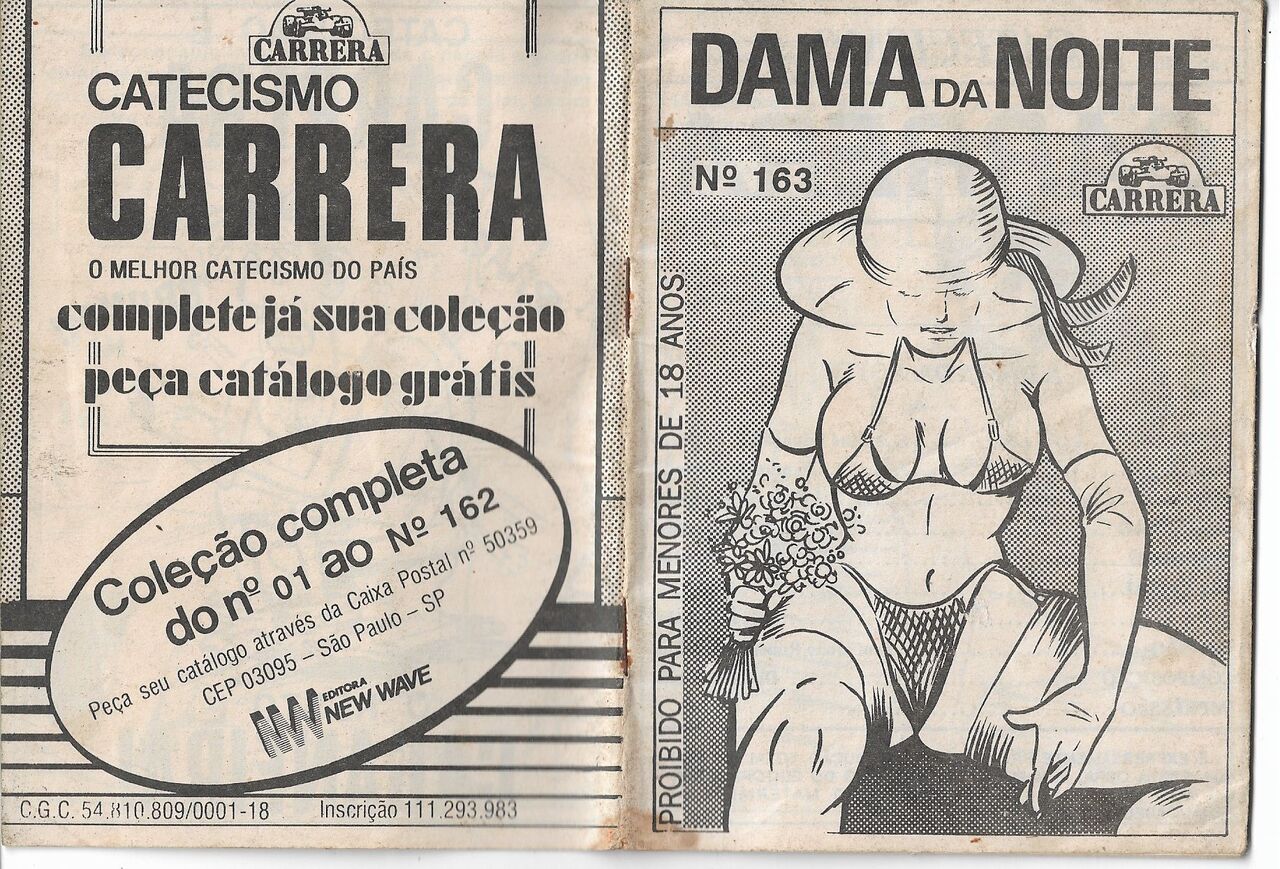 CARRERA
CATECISMO
CARRERA
O MELHOR CATECISMO DO PAÍS
complete já sua coleção
peça catálogo grátis
Coleção completa
do nº 01 ao Nº 162
Peça seu catálogo através da Caixa Postal nº 50359
CEP 03095 – São Paulo – SP
EDITORA
NEW WAVE
C.G.C. 54.810.809/0001-18 Inscrição 111.293.983
DAMA DA NOITE
Nº 163
CARRERA
PROIBIDO PARA MENORES DE 18 ANOS